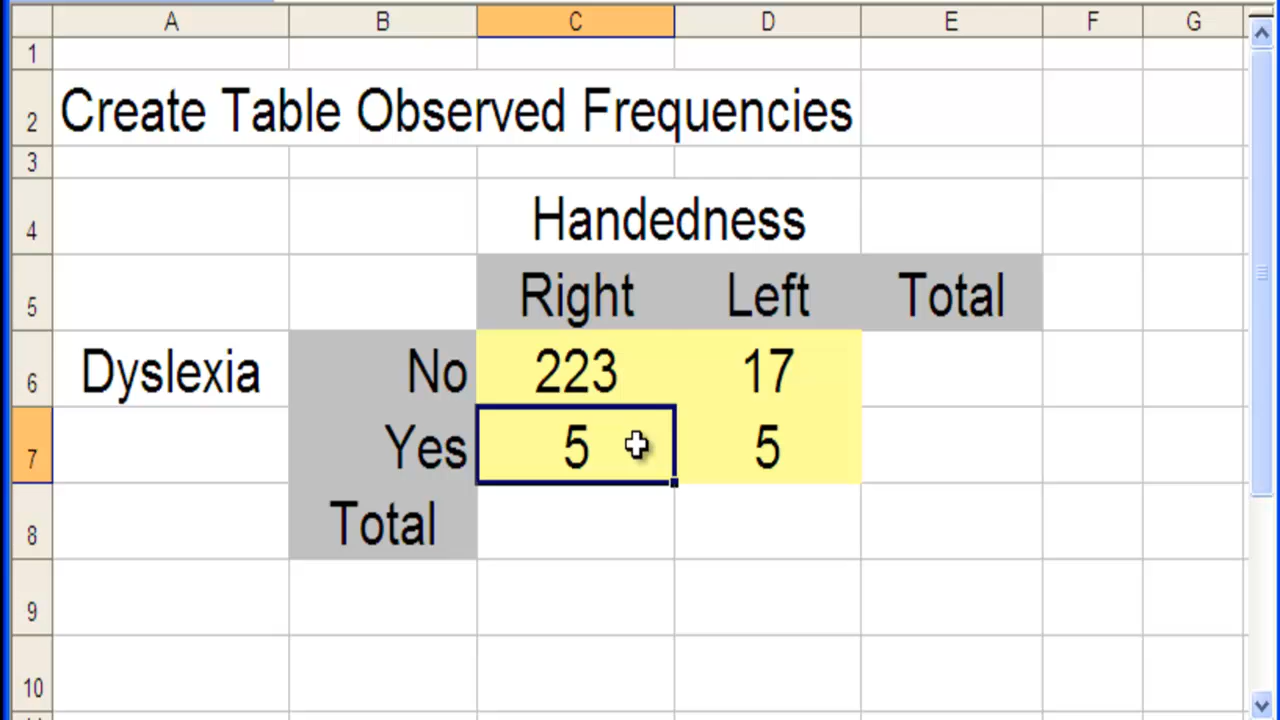 A B C D E F G
1
2 Create Table Observed Frequencies
3
4 Handedness
5 Right Left Total
6 Dyslexia No 223 17
7 Yes 5 5
8 Total
9
10